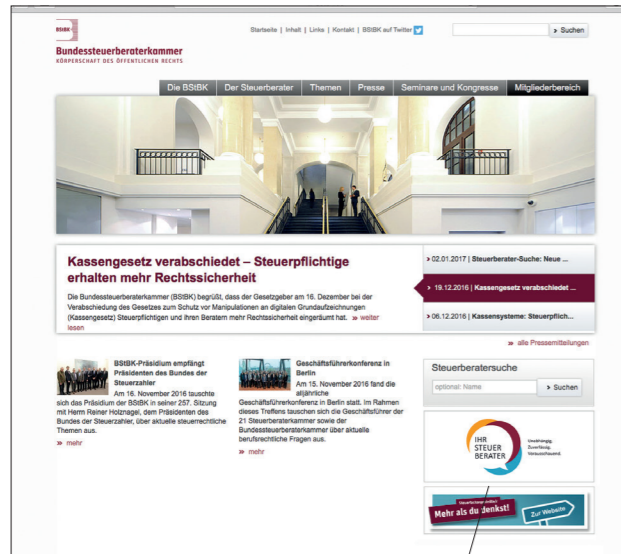 BStBK
Startseite | Inhalt | Links | Kontakt | BStBK auf Twitter
› Suchen
Bundessteuerberaterkammer
KÖRPERSCHAFT DES ÖFFENTLICHEN RECHTS
Die BStBK Der Steuerberater Themen Presse Seminare und Kongresse Mitgliederbereich
Kassengesetz verabschiedet – Steuerpflichtige
erhalten mehr Rechtssicherheit
Die Bundessteuerberaterkammer (BStBK) begrüßt, dass der Gesetzgeber am 16. Dezember bei der
Verabschiedung des Gesetzes zum Schutz vor Manipulationen an digitalen Grundaufzeichnungen
(Kassengesetz) Steuerpflichtigen und ihren Beratern mehr Rechtssicherheit eingeräumt hat. » weiter
lesen
› 02.01.2017 | Steuerberater-Suche: Neue ...
› 19.12.2016 | Kassengesetz verabschiedet ...
› 06.12.2016 | Kassensysteme: Steuerpflich...
» alle Pressemitteilungen
BStBK-Präsidium empfängt
Präsidenten des Bundes der
Steuerzahler
Am 16. November 2016 tauschte
sich das Präsidium der BStBK in seiner 257. Sitzung
mit Herrn Reiner Holznagel, dem Präsidenten des
Bundes der Steuerzahler, über aktuelle steuerrechtliche
Themen aus.
» mehr
Geschäftsführerkonferenz in
Berlin
Am 15. November 2016 fand die
alljährliche
Geschäftsführerkonferenz in Berlin statt. Im Rahmen
dieses Treffens tauschen sich die Geschäftsführer der
21 Steuerberaterkammer sowie der
Bundessteuerberaterkammer über aktuelle
berufsrechtliche Fragen aus.
» mehr
Steuerberatersuche
optional: Name
› Suchen
IHR
STEUER
BERATER
Unabhängig.
Zuverlässig.
Vorausschauend.
Mehr als du denkst!
Zur Website